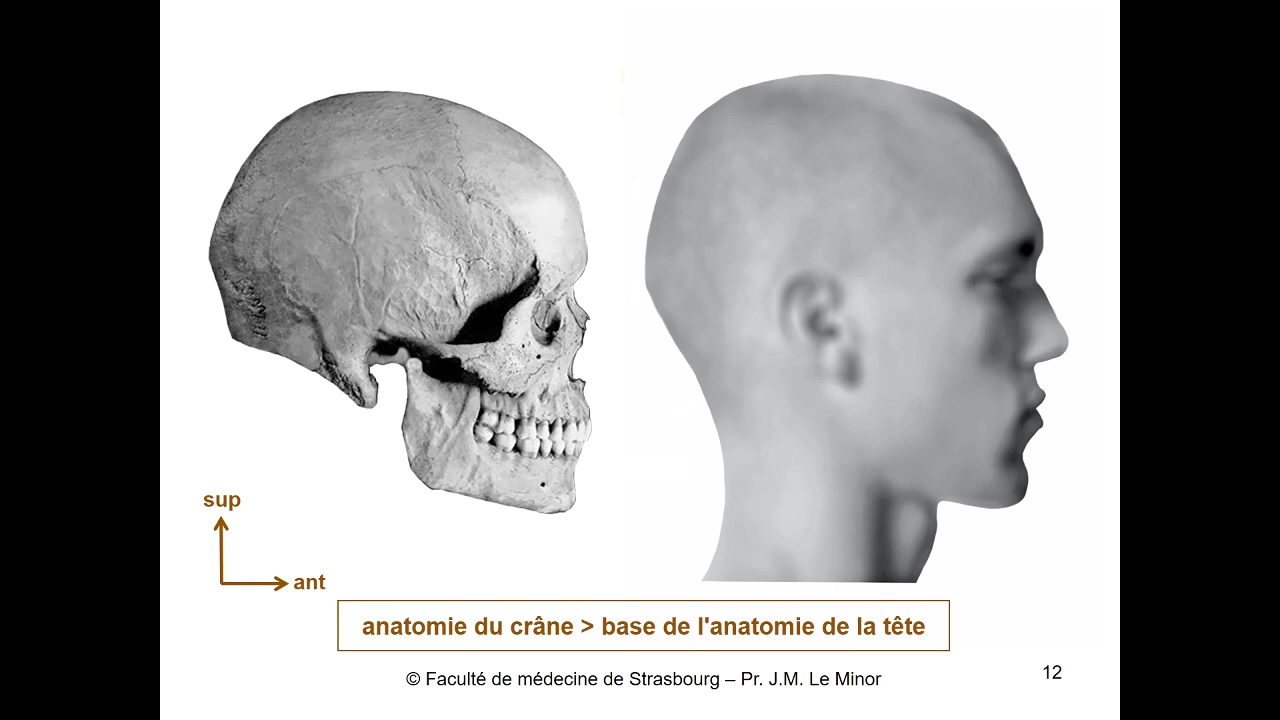 sup
ant
anatomie du crâne > base de l'anatomie de la tête
© Faculté de médecine de Strasbourg – Pr. J.M. Le Minor
12